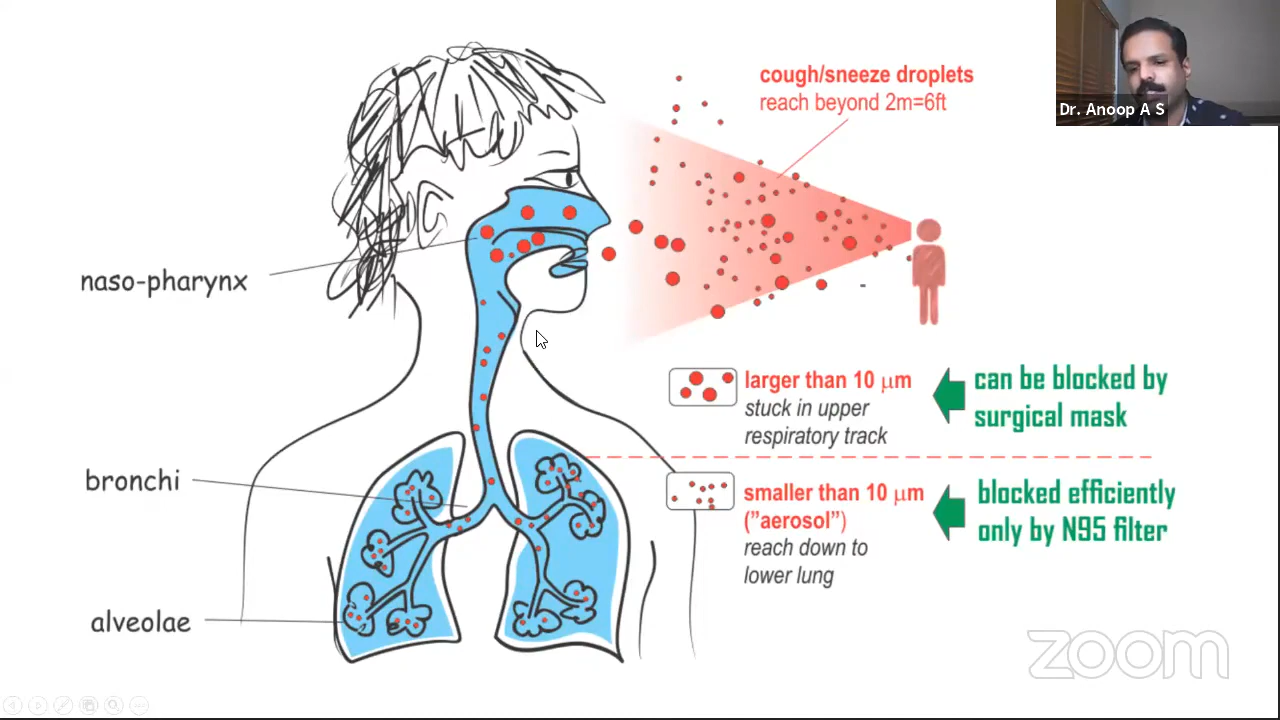 cough/sneeze droplets
reach beyond 2m=6ft
Dr. Anoop A S
naso-pharynx
larger than 10 µm
stuck in upper
respiratory track
can be blocked by
surgical mask
bronchi
smaller than 10 µm
("aerosol")
reach down to
lower lung
blocked efficiently
only by N95 filter
alveolae
zoom